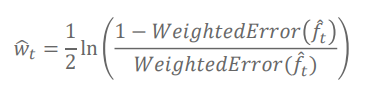 ŵ_t = 1/2 ln( (1 − WeightedError(f̂_t)) / WeightedError(f̂_t) )